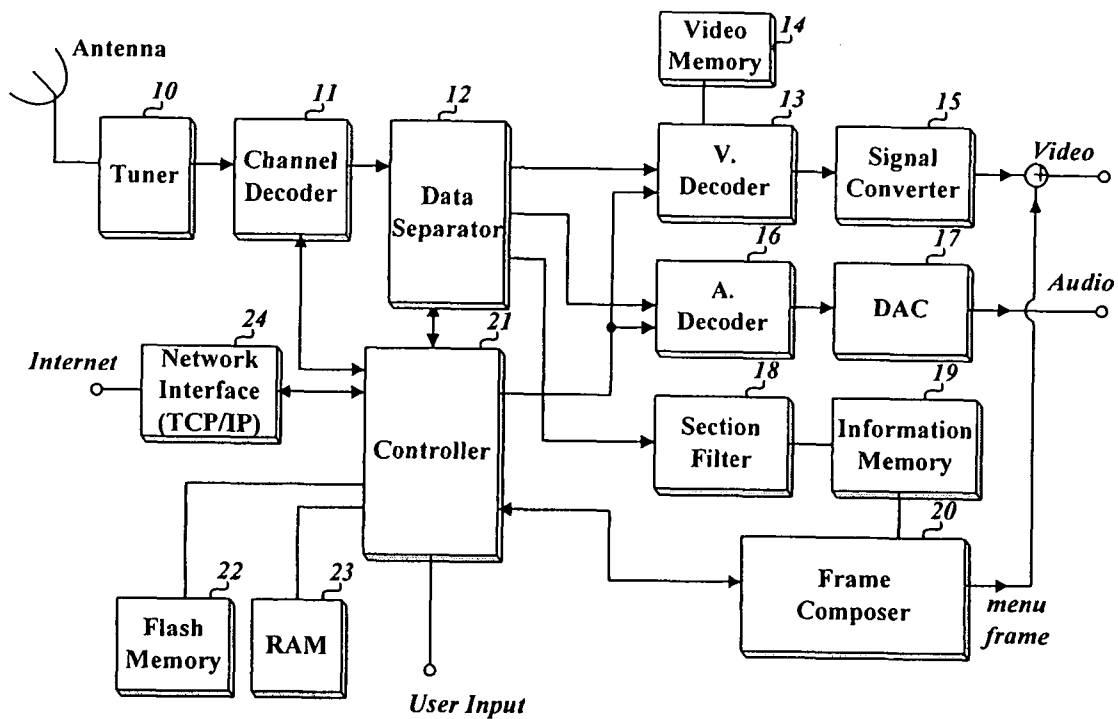 Antenna
10
Tuner
11
Channel
Decoder
12
Data
Separator
14
Video
Memory
13
V.
Decoder
15
Signal
Converter
Video
16
A.
Decoder
17
DAC
Audio
Internet
24
Network
Interface
(TCP/IP)
21
Controller
18
Section
Filter
19
Information
Memory
20
Frame
Composer
menu
frame
22
Flash
Memory
23
RAM
User Input